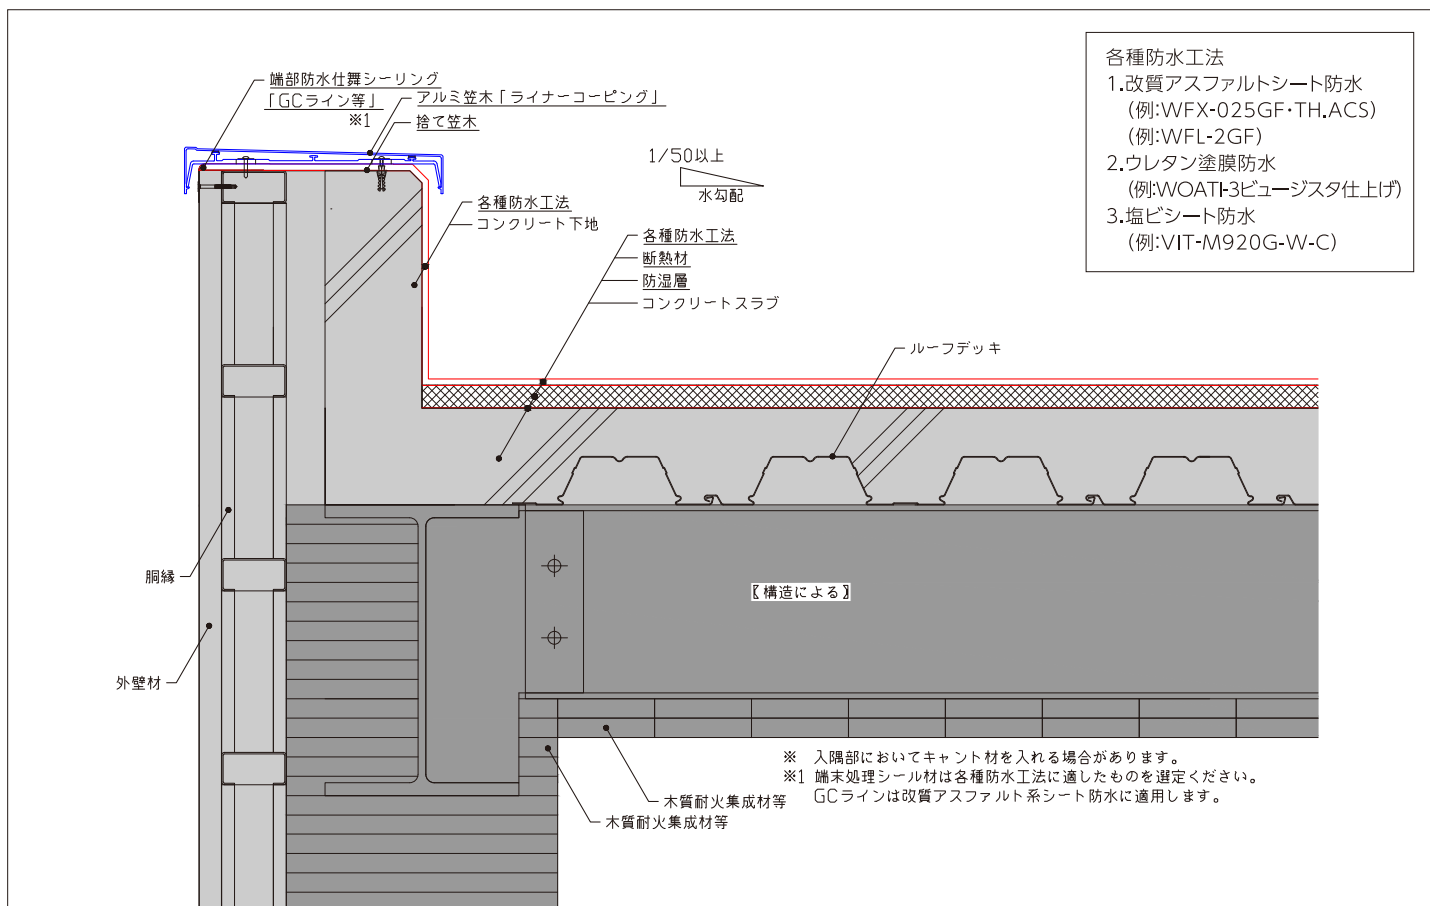 端部防水仕舞シーリング
「GCライン等」
※1
アルミ笠木「ライナーコーピング」
捨て笠木
1/50以上
水勾配
各種防水工法
コンクリート下地
各種防水工法
断熱材
防湿層
コンクリートスラブ
ルーフデッキ
各種防水工法
1.改質アスファルトシート防水
(例:WFX-025GF・TH.ACS)
(例:WFL-2GF)
2.ウレタン塗膜防水
(例:WOATI-3ビュージスタ仕上げ)
3.塩ビシート防水
(例:VIT-M920G-W-C)
胴縁
外壁材
〖構造による〗
※ 入隅部においてキャント材を入れる場合があります。
※1 端末処理シール材は各種防水工法に適したものを選定ください。
GCラインは改質アスファルト系シート防水に適用します。
木質耐火集成材等
木質耐火集成材等